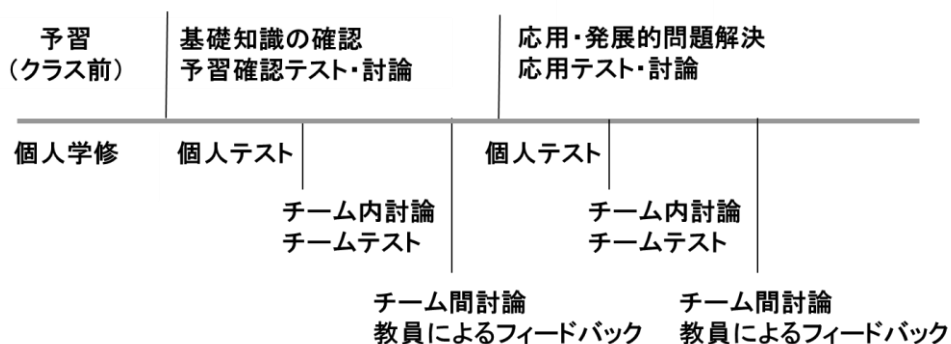 予習
（クラス前）
基礎知識の確認
予習確認テスト・討論
応用・発展的問題解決
応用テスト・討論
個人学修
個人テスト
チーム内討論
チームテスト
チーム間討論
教員によるフィードバック
個人テスト
チーム内討論
チームテスト
チーム間討論
教員によるフィードバック